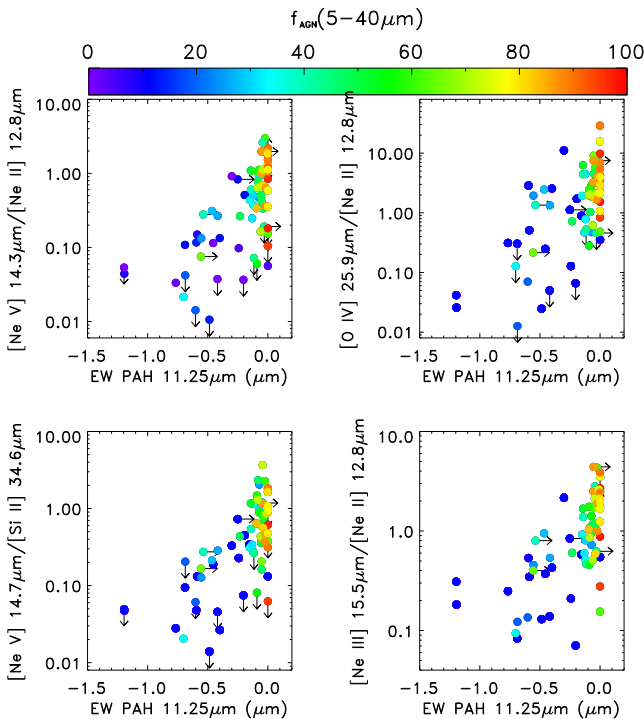 f_AGN(5−40μm)
0 20 40 60 80 100
[Ne V] 14.3μm/[Ne II] 12.8μm
10.00
1.00
0.10
0.01
−1.5 −1.0 −0.5 0.0
EW PAH 11.25μm (μm)
[O IV] 25.9μm/[Ne II] 12.8μm
10.00
1.00
0.10
0.01
−1.5 −1.0 −0.5 0.0
EW PAH 11.25μm (μm)
[Ne V] 14.7μm/[Si II] 34.6μm
10.00
1.00
0.10
0.01
−1.5 −1.0 −0.5 0.0
EW PAH 11.25μm (μm)
[Ne III] 15.5μm/[Ne II] 12.8μm
10.0
1.0
0.1
−1.5 −1.0 −0.5 0.0
EW PAH 11.25μm (μm)